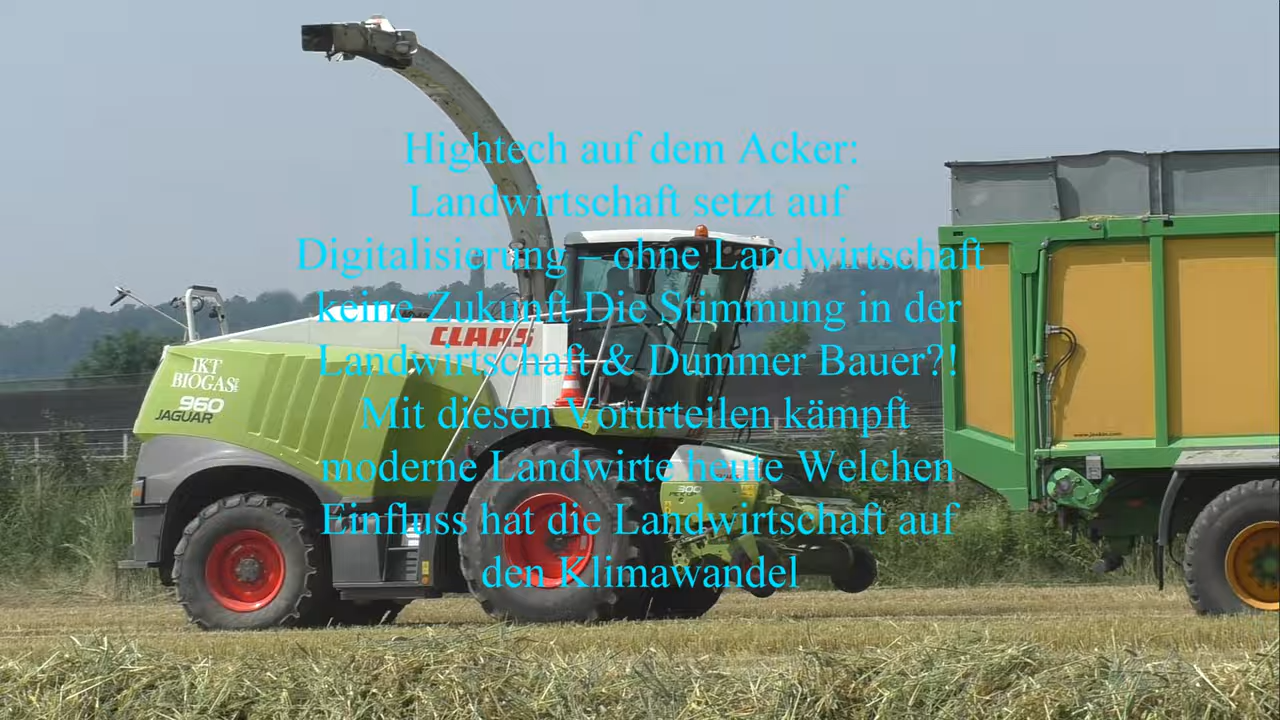 Hightech auf dem Acker:
Landwirtschaft setzt auf
Digitalisierung – ohne Landwirtschaft
keine Zukunft Die Stimmung in der
Landwirtschaft & Dummer Bauer?!
Mit diesen Vorurteilen kämpft
moderne Landwirte heute Welchen
Einfluss hat die Landwirtschaft auf
den Klimawandel
CLAAS
IKT
BIOGAS
960
JAGUAR
300